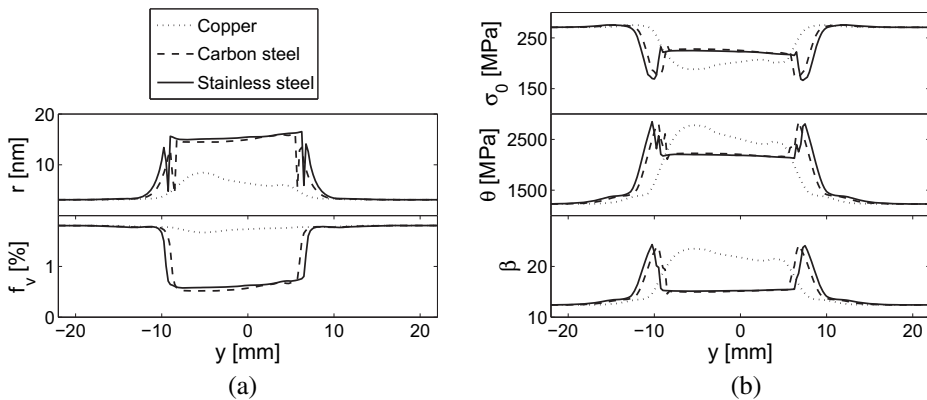 Copper
Carbon steel
Stainless steel
20
10
r [nm]
1
0
f_v [%]
−20 −10 0 10 20
y [mm]
(a)
250
150
σ_0 [MPa]
2500
1500
θ [MPa]
20
10
β
−20 −10 0 10 20
y [mm]
(b)